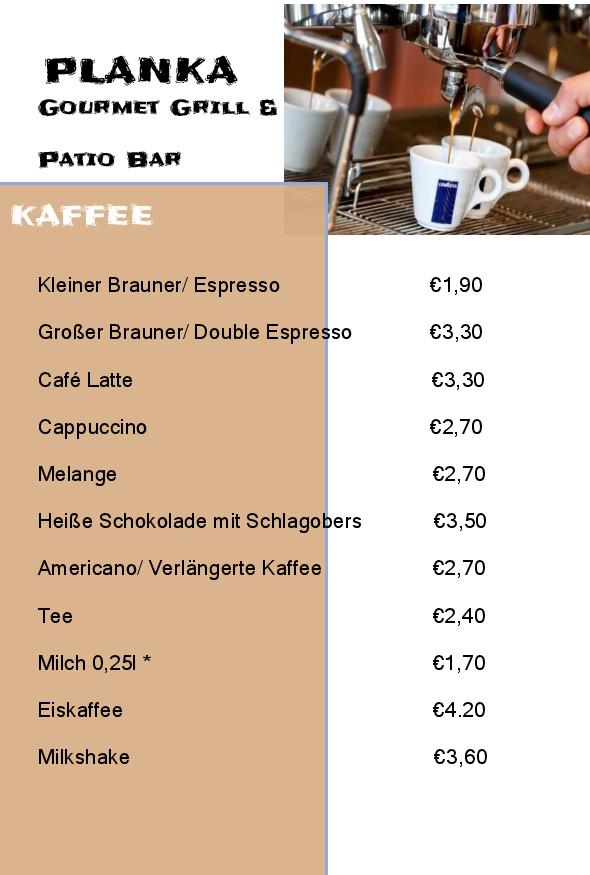 PLANKA
GOURMET GRILL &
PATIO BAR
KAFFEE
Kleiner Brauner/ Espresso €1,90
Großer Brauner/ Double Espresso €3,30
Café Latte €3,30
Cappuccino €2,70
Melange €2,70
Heiße Schokolade mit Schlagobers €3,50
Americano/ Verlängerte Kaffee €2,70
Tee €2,40
Milch 0,25l * €1,70
Eiskaffee €4.20
Milkshake €3,60